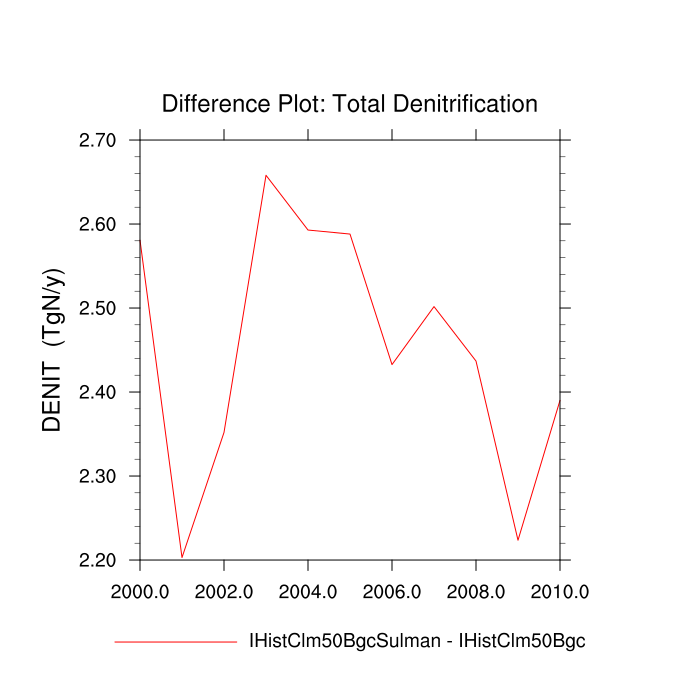 Difference Plot: Total Denitrification
DENIT (TgN/y)
2.70
2.60
2.50
2.40
2.30
2.20
2000.0 2002.0 2004.0 2006.0 2008.0 2010.0
IHistClm50BgcSulman - IHistClm50Bgc